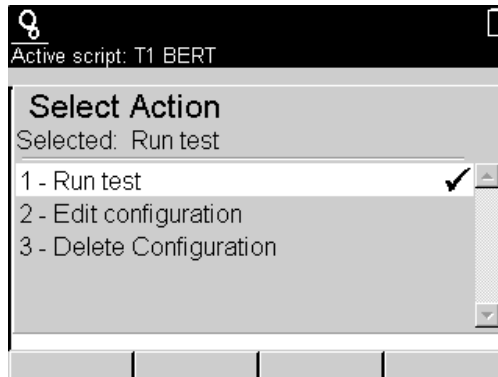 Active script: T1 BERT
Select Action
Selected: Run test
1 - Run test
2 - Edit configuration
3 - Delete Configuration